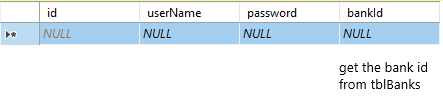 id userName password bankId
NULL NULL NULL NULL
get the bank id
from tblBanks